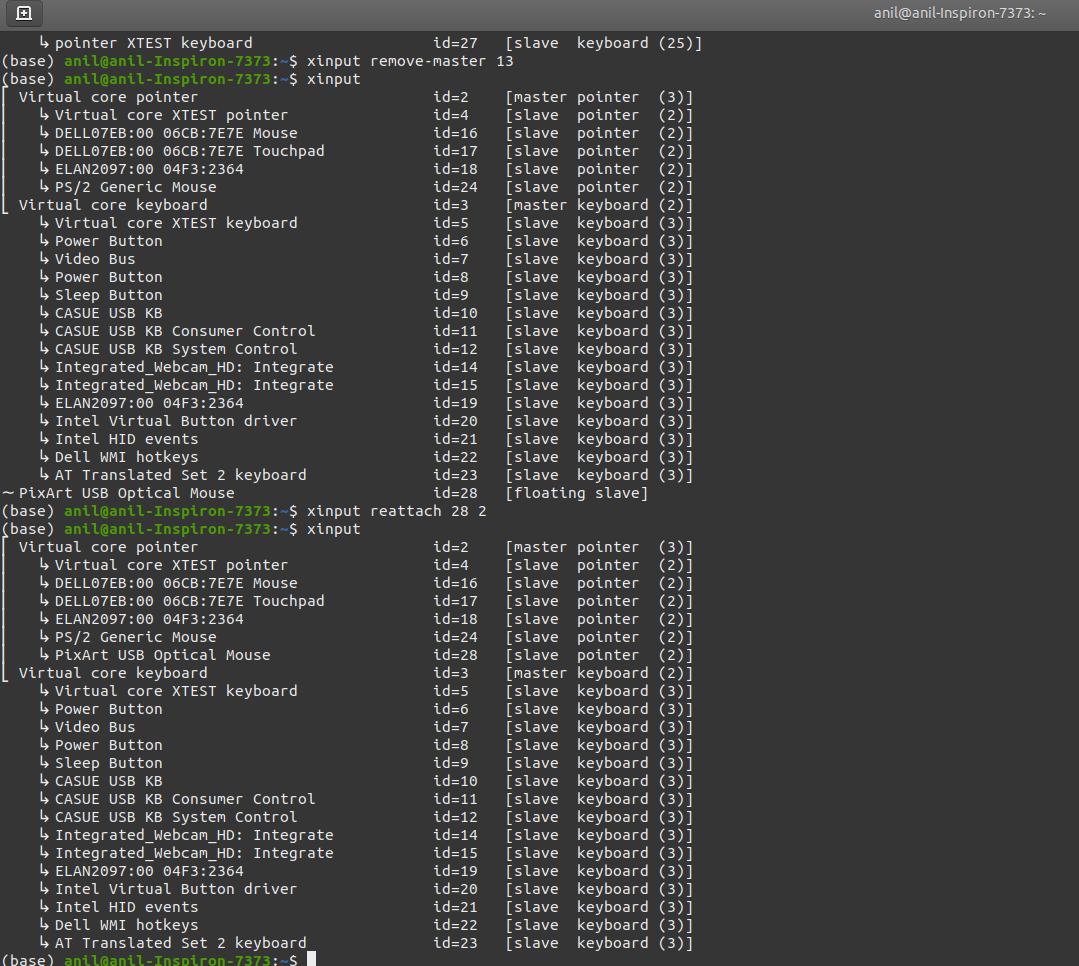 anil@anil-Inspiron-7373: ~
↳ pointer XTEST keyboard id=27 [slave  keyboard (25)]
(base) anil@anil-Inspiron-7373:~$ xinput remove-master 13
(base) anil@anil-Inspiron-7373:~$ xinput
⎡ Virtual core pointer id=2 [master pointer  (3)]
⎜   ↳ Virtual core XTEST pointer id=4 [slave  pointer  (2)]
⎜   ↳ DELL07EB:00 06CB:7E7E Mouse id=16 [slave  pointer  (2)]
⎜   ↳ DELL07EB:00 06CB:7E7E Touchpad id=17 [slave  pointer  (2)]
⎜   ↳ ELAN2097:00 04F3:2364 id=18 [slave  pointer  (2)]
⎜   ↳ PS/2 Generic Mouse id=24 [slave  pointer  (2)]
⎣ Virtual core keyboard id=3 [master keyboard (2)]
↳ Virtual core XTEST keyboard id=5 [slave  keyboard (3)]
↳ Power Button id=6 [slave  keyboard (3)]
↳ Video Bus id=7 [slave  keyboard (3)]
↳ Power Button id=8 [slave  keyboard (3)]
↳ Sleep Button id=9 [slave  keyboard (3)]
↳ CASUE USB KB id=10 [slave  keyboard (3)]
↳ CASUE USB KB Consumer Control id=11 [slave  keyboard (3)]
↳ CASUE USB KB System Control id=12 [slave  keyboard (3)]
↳ Integrated_Webcam_HD: Integrate id=14 [slave  keyboard (3)]
↳ Integrated_Webcam_HD: Integrate id=15 [slave  keyboard (3)]
↳ ELAN2097:00 04F3:2364 id=19 [slave  keyboard (3)]
↳ Intel Virtual Button driver id=20 [slave  keyboard (3)]
↳ Intel HID events id=21 [slave  keyboard (3)]
↳ Dell WMI hotkeys id=22 [slave  keyboard (3)]
↳ AT Translated Set 2 keyboard id=23 [slave  keyboard (3)]
∼ PixArt USB Optical Mouse id=28 [floating slave]
(base) anil@anil-Inspiron-7373:~$ xinput reattach 28 2
(base) anil@anil-Inspiron-7373:~$ xinput
⎡ Virtual core pointer id=2 [master pointer  (3)]
⎜   ↳ Virtual core XTEST pointer id=4 [slave  pointer  (2)]
⎜   ↳ DELL07EB:00 06CB:7E7E Mouse id=16 [slave  pointer  (2)]
⎜   ↳ DELL07EB:00 06CB:7E7E Touchpad id=17 [slave  pointer  (2)]
⎜   ↳ ELAN2097:00 04F3:2364 id=18 [slave  pointer  (2)]
⎜   ↳ PS/2 Generic Mouse id=24 [slave  pointer  (2)]
⎜   ↳ PixArt USB Optical Mouse id=28 [slave  pointer  (2)]
⎣ Virtual core keyboard id=3 [master keyboard (2)]
↳ Virtual core XTEST keyboard id=5 [slave  keyboard (3)]
↳ Power Button id=6 [slave  keyboard (3)]
↳ Video Bus id=7 [slave  keyboard (3)]
↳ Power Button id=8 [slave  keyboard (3)]
↳ Sleep Button id=9 [slave  keyboard (3)]
↳ CASUE USB KB id=10 [slave  keyboard (3)]
↳ CASUE USB KB Consumer Control id=11 [slave  keyboard (3)]
↳ CASUE USB KB System Control id=12 [slave  keyboard (3)]
↳ Integrated_Webcam_HD: Integrate id=14 [slave  keyboard (3)]
↳ Integrated_Webcam_HD: Integrate id=15 [slave  keyboard (3)]
↳ ELAN2097:00 04F3:2364 id=19 [slave  keyboard (3)]
↳ Intel Virtual Button driver id=20 [slave  keyboard (3)]
↳ Intel HID events id=21 [slave  keyboard (3)]
↳ Dell WMI hotkeys id=22 [slave  keyboard (3)]
↳ AT Translated Set 2 keyboard id=23 [slave  keyboard (3)]
(base) anil@anil-Inspiron-7373:~$